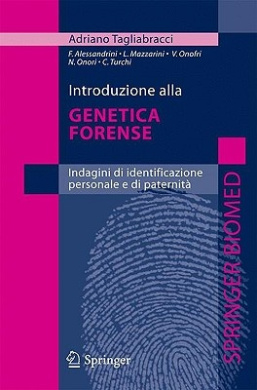 Adriano Tagliabracci
F. Alessandrini • L. Mazzarini • V. Onofri
N. Onori • C. Turchi
Introduzione alla
GENETICA
FORENSE
Indagini di identificazione
personale e di paternità
SPRINGER BIOMED
Springer